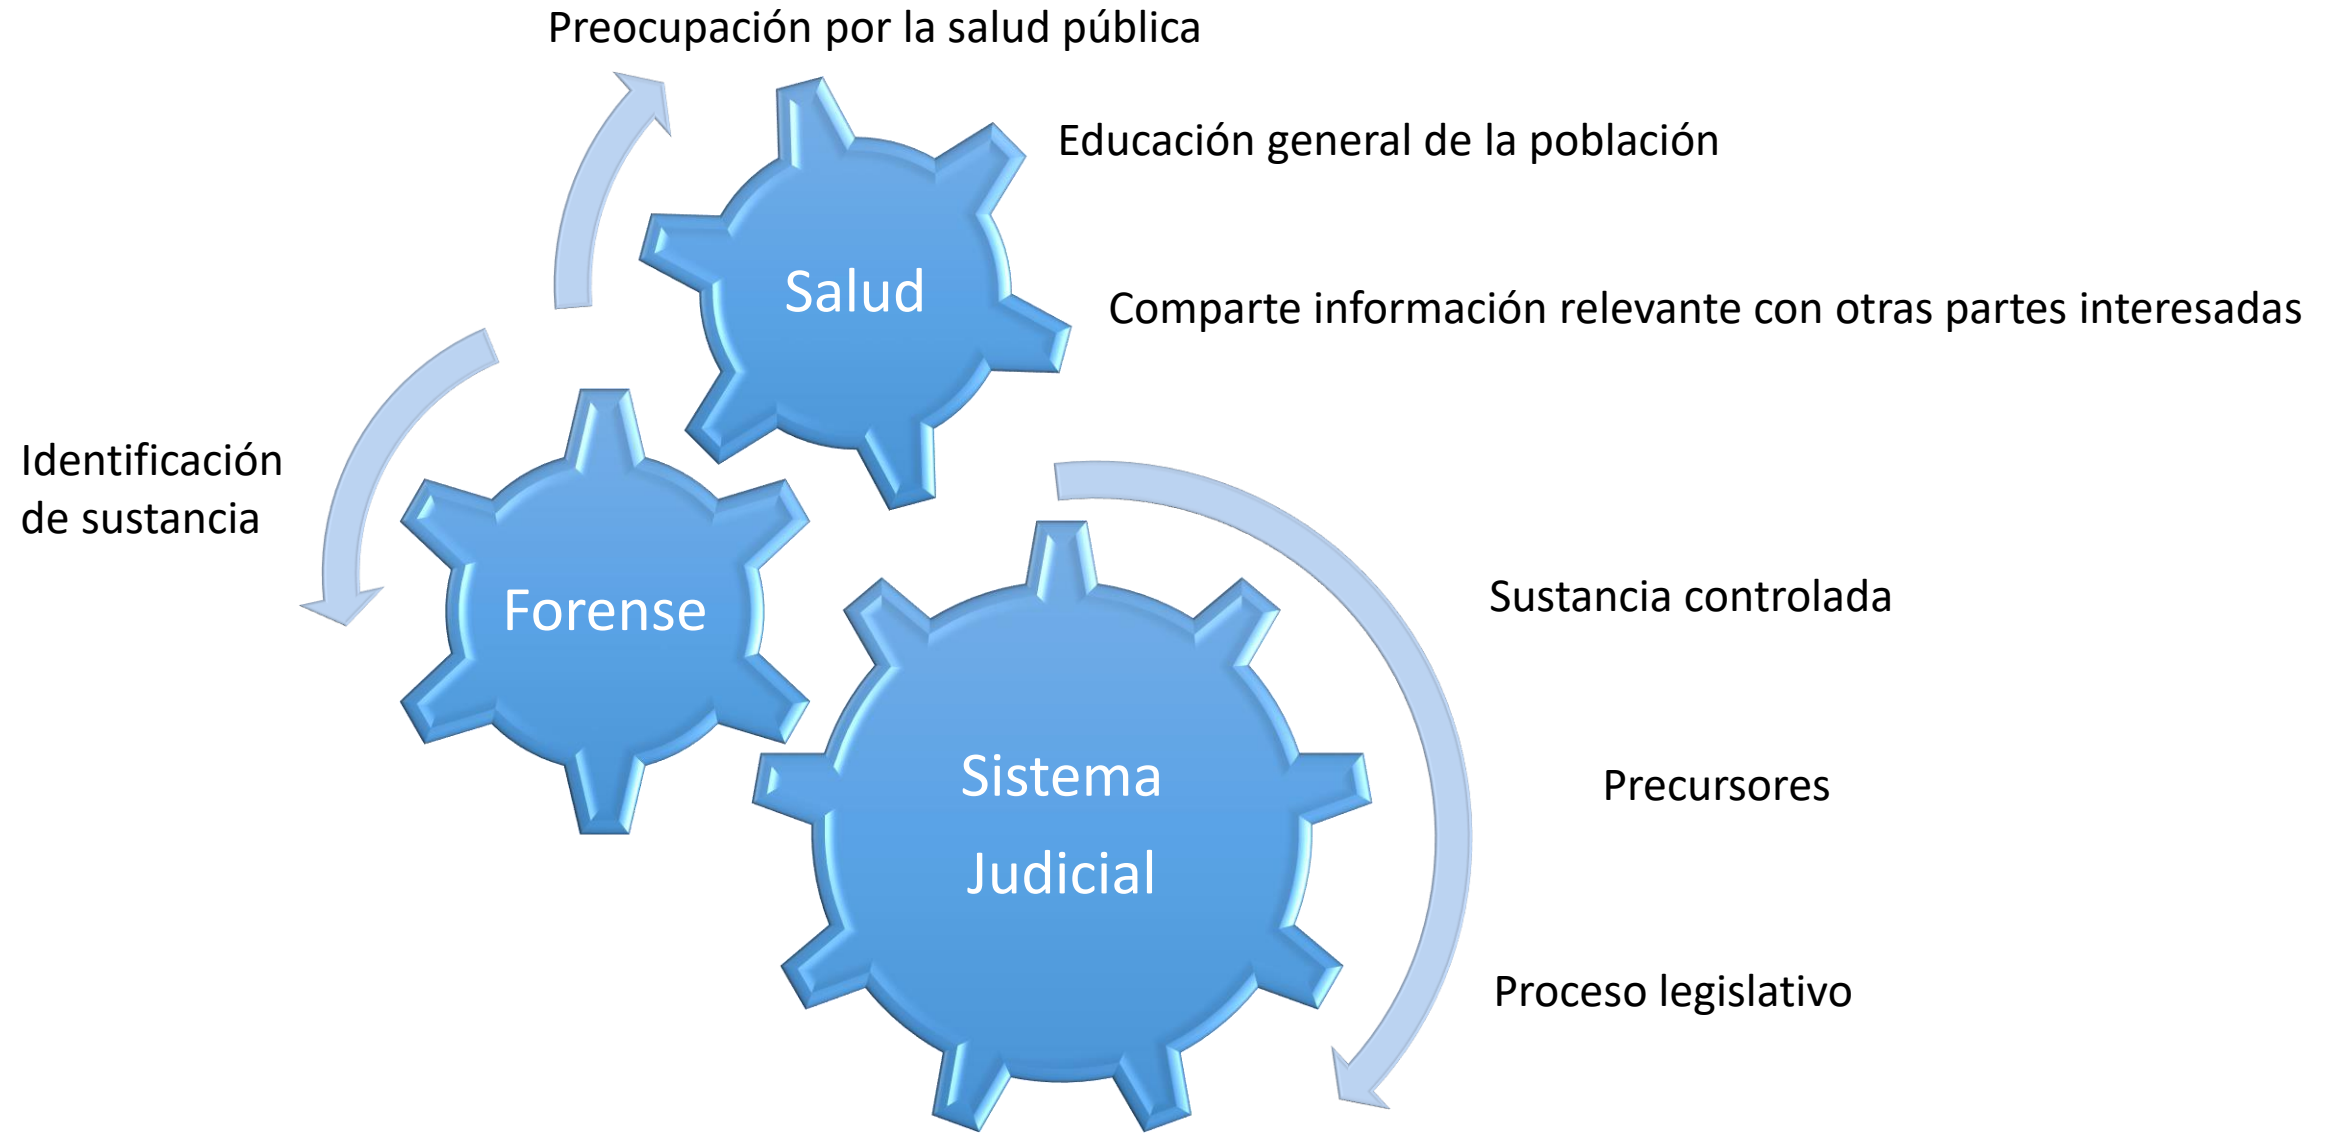 Preocupación por la salud pública
Educación general de la población
Salud
Comparte información relevante con otras partes interesadas
Identificación
de sustancia
Forense
Sustancia controlada
Sistema
Judicial
Precursores
Proceso legislativo